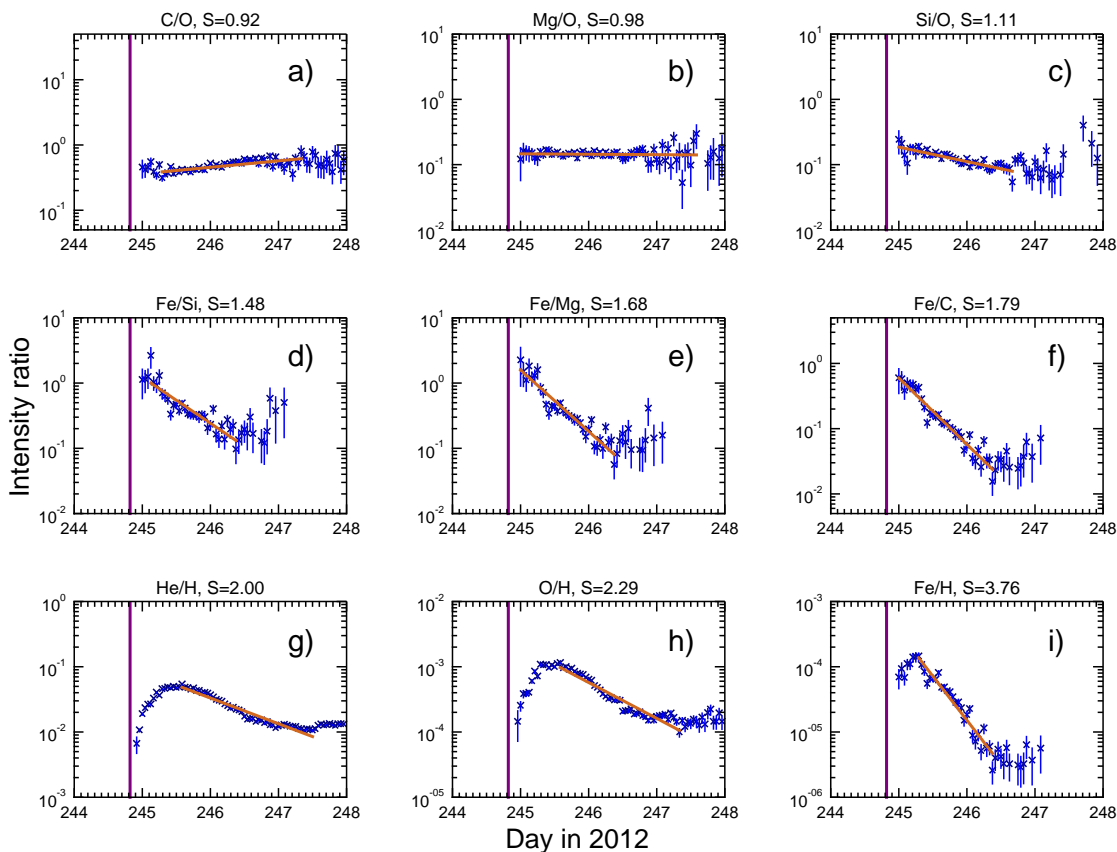 C/O, S=0.92
Mg/O, S=0.98
Si/O, S=1.11
10^1
10^0
10^-1
a)
244 245 246 247 248
10^1
10^0
10^-1
10^-2
b)
244 245 246 247 248
10^1
10^0
10^-1
10^-2
c)
244 245 246 247 248
Fe/Si, S=1.48
Fe/Mg, S=1.68
Fe/C, S=1.79
Intensity ratio
10^1
10^0
10^-1
10^-2
d)
244 245 246 247 248
10^1
10^0
10^-1
10^-2
e)
244 245 246 247 248
10^0
10^-1
10^-2
f)
244 245 246 247 248
He/H, S=2.00
O/H, S=2.29
Fe/H, S=3.76
10^0
10^-1
10^-2
10^-3
g)
244 245 246 247 248
10^-2
10^-3
10^-4
10^-05
h)
244 245 246 247 248
10^-3
10^-4
10^-5
10^-06
i)
244 245 246 247 248
Day in 2012